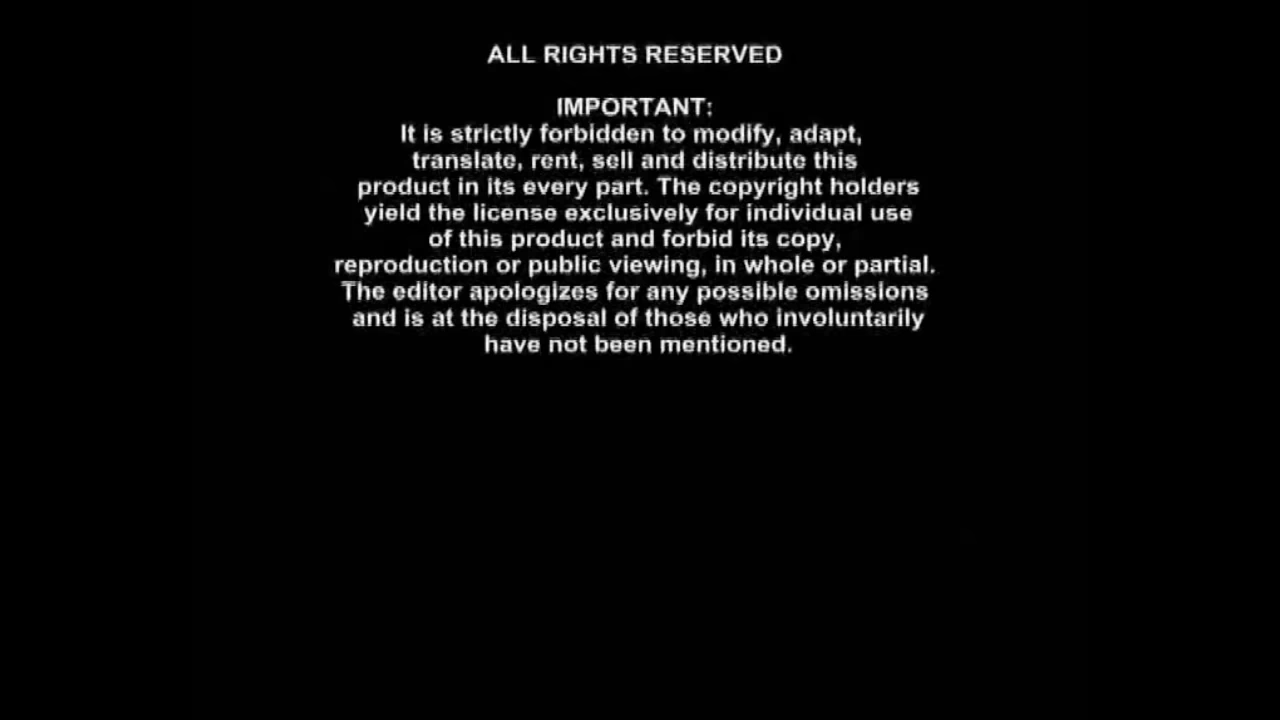 ALL RIGHTS RESERVED
IMPORTANT:
It is strictly forbidden to modify, adapt,
translate, rent, sell and distribute this
product in its every part. The copyright holders
yield the license exclusively for individual use
of this product and forbid its copy,
reproduction or public viewing, in whole or partial.
The editor apologizes for any possible omissions
and is at the disposal of those who involuntarily
have not been mentioned.